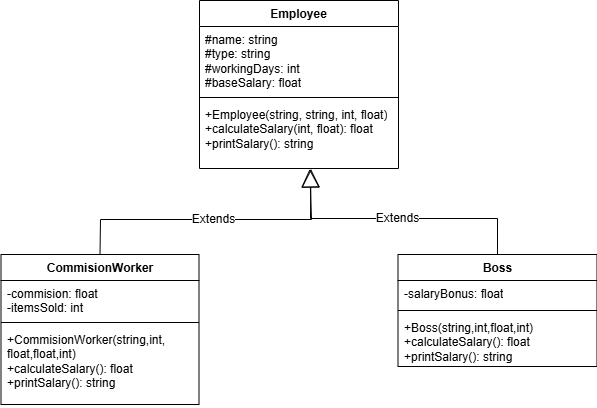 Employee
#name: string
#type: string
#workingDays: int
#baseSalary: float
+Employee(string, string, int, float)
+calculateSalary(int, float): float
+printSalary(): string
Extends
Extends
CommisionWorker
-commision: float
-itemsSold: int
+CommisionWorker(string,int,
float,float,int)
+calculateSalary(): float
+printSalary(): string
Boss
-salaryBonus: float
+Boss(string,int,float,int)
+calculateSalary(): float
+printSalary(): string